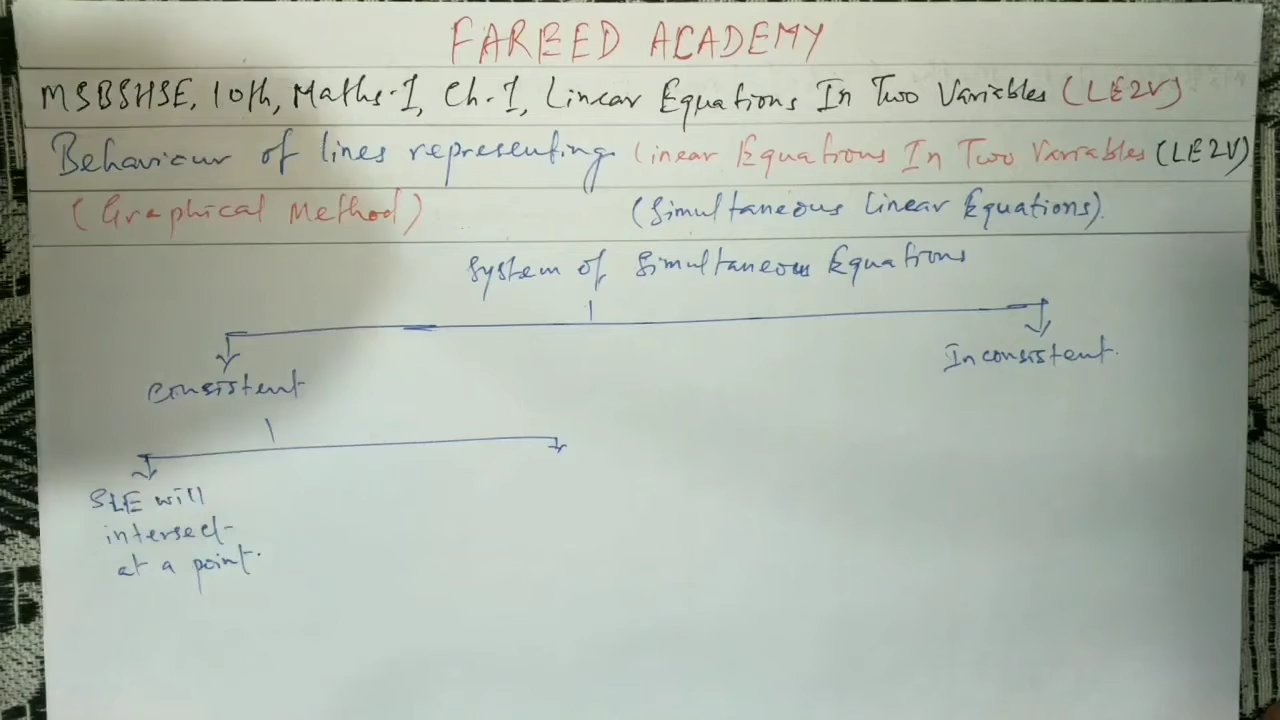 FAREED ACADEMY
MSBSHSE, 10th, Maths-I, Ch.I, Linear Equations In Two Variables (LE2V)
Behaviour of lines representing Linear Equations In Two Variables (LE2V)
(Graphical Method) (Simultaneous Linear Equations).
System of Simultaneous Equations
Inconsistent.
Consistent
SLE will
intersect
at a point.